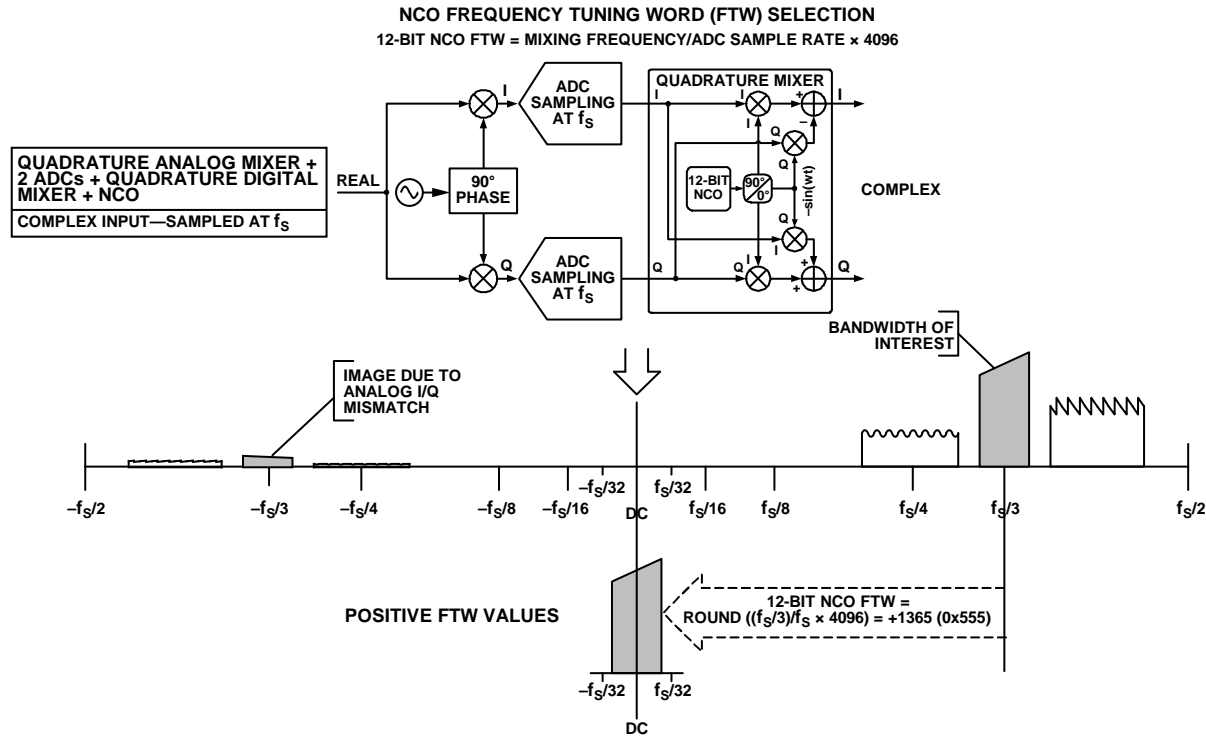 NCO FREQUENCY TUNING WORD (FTW) SELECTION
12-BIT NCO FTW = MIXING FREQUENCY/ADC SAMPLE RATE × 4096
QUADRATURE ANALOG MIXER +
2 ADCs + QUADRATURE DIGITAL
MIXER + NCO
COMPLEX INPUT—SAMPLED AT fS
REAL
90°
PHASE
I
Q
ADC
SAMPLING
AT fS
ADC
SAMPLING
AT fS
QUADRATURE MIXER
I
I
I
+
I
–
Q
Q
12-BIT
NCO
90°
0°
–sin(wt)
Q
Q
I
I
Q
Q
+
+
Q
COMPLEX
BANDWIDTH OF
INTEREST
IMAGE DUE TO
ANALOG I/Q
MISMATCH
–fS/2
–fS/3
–fS/4
–fS/8
–fS/16
–fS/32
DC
fS/32
fS/16
fS/8
fS/4
fS/3
fS/2
POSITIVE FTW VALUES
12-BIT NCO FTW =
ROUND ((fS/3)/fS × 4096) = +1365 (0x555)
–fS/32
fS/32
DC